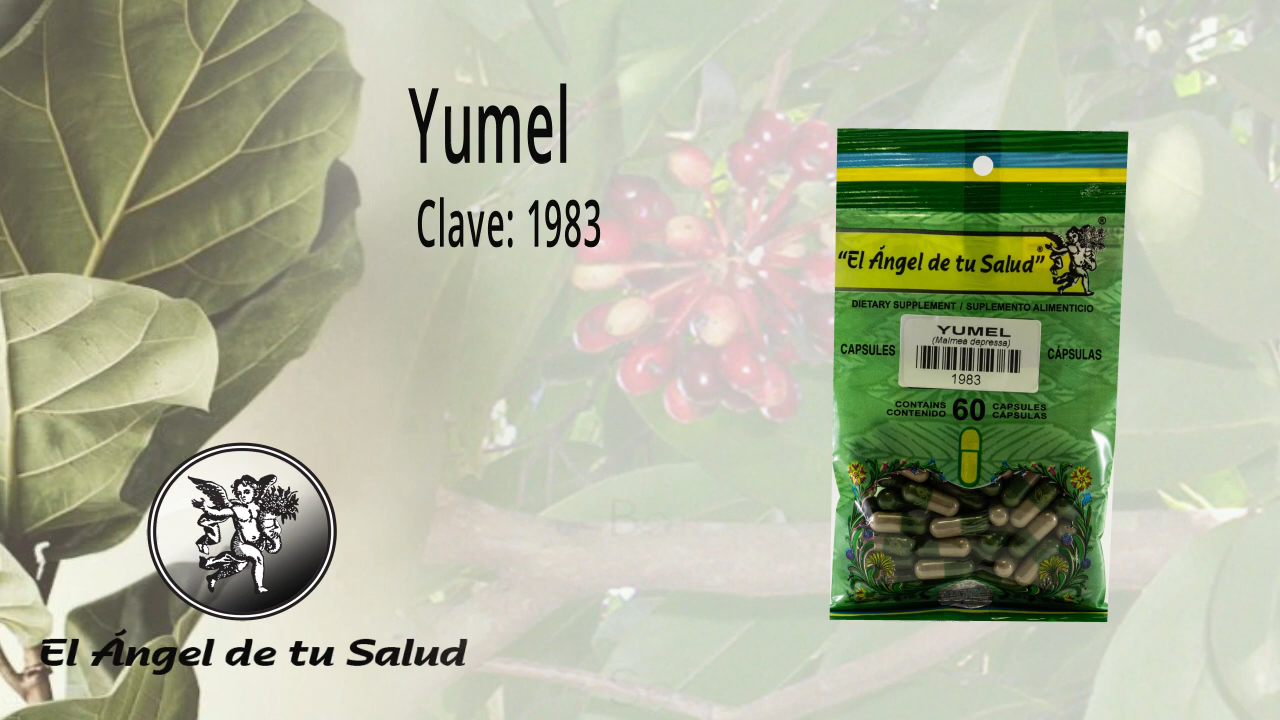 Yumel
Clave: 1983
"El Ángel de tu Salud"
®
®
DIETARY SUPPLEMENT / SUPLEMENTO ALIMENTICIO
YUMEL
(Malmea depressa)
CAPSULES
CÁPSULAS
1983
CONTAINS 60 CAPSULES
CONTENIDO CÁPSULAS
El Ángel de tu Salud